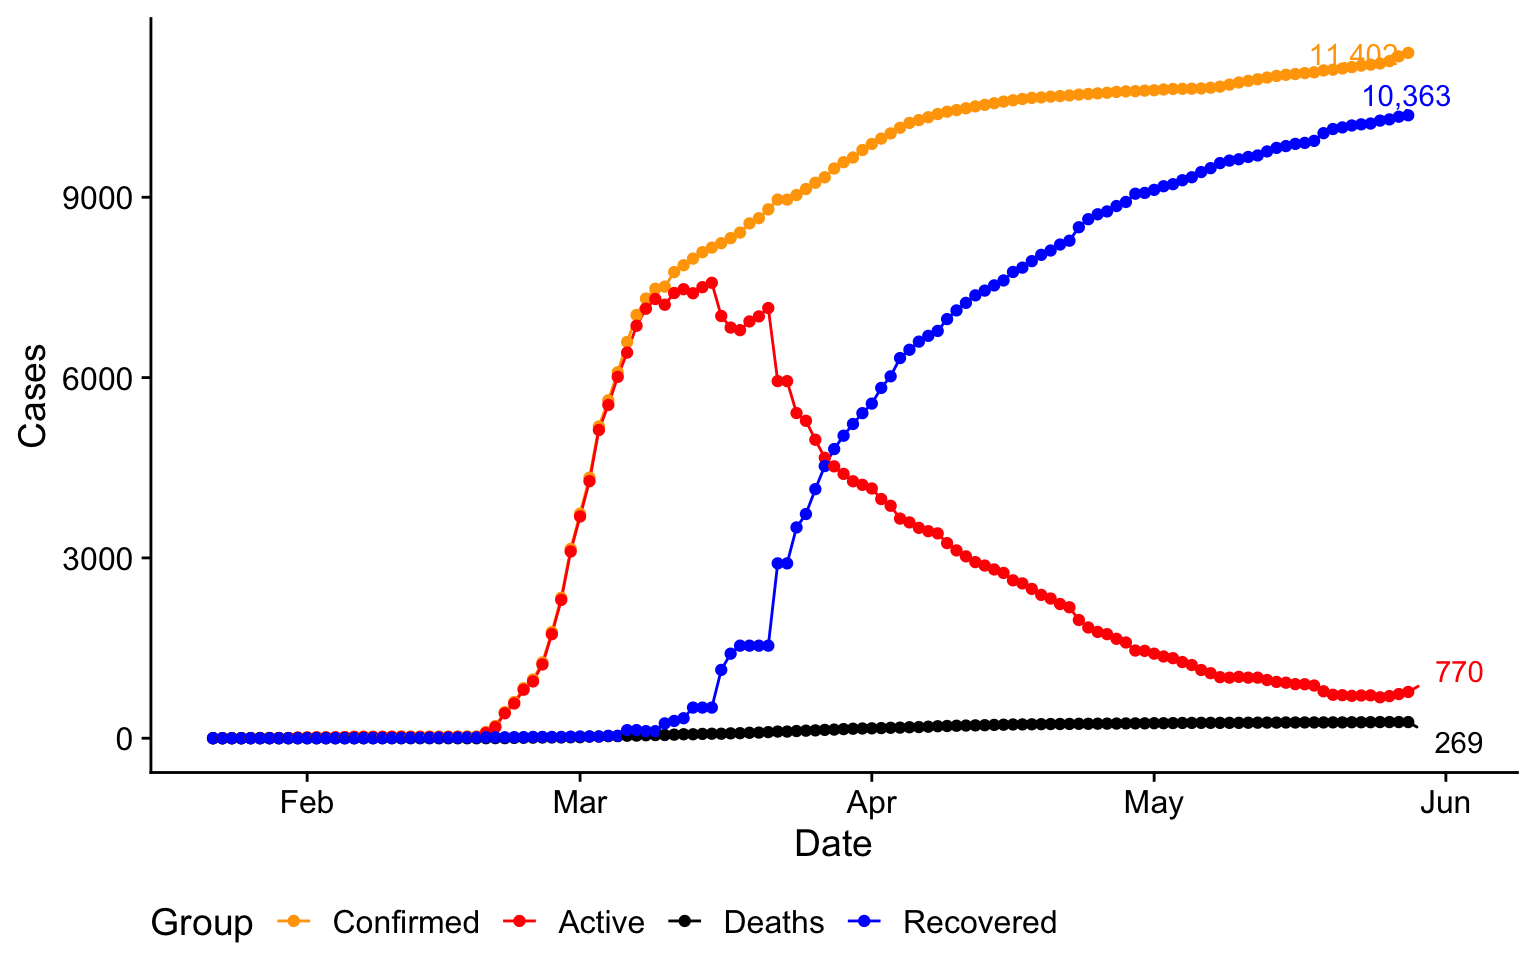 11,402
10,363
9000
6000
3000
0
770
269
Cases
Feb Mar Apr May Jun
Date
Group Confirmed Active Deaths Recovered